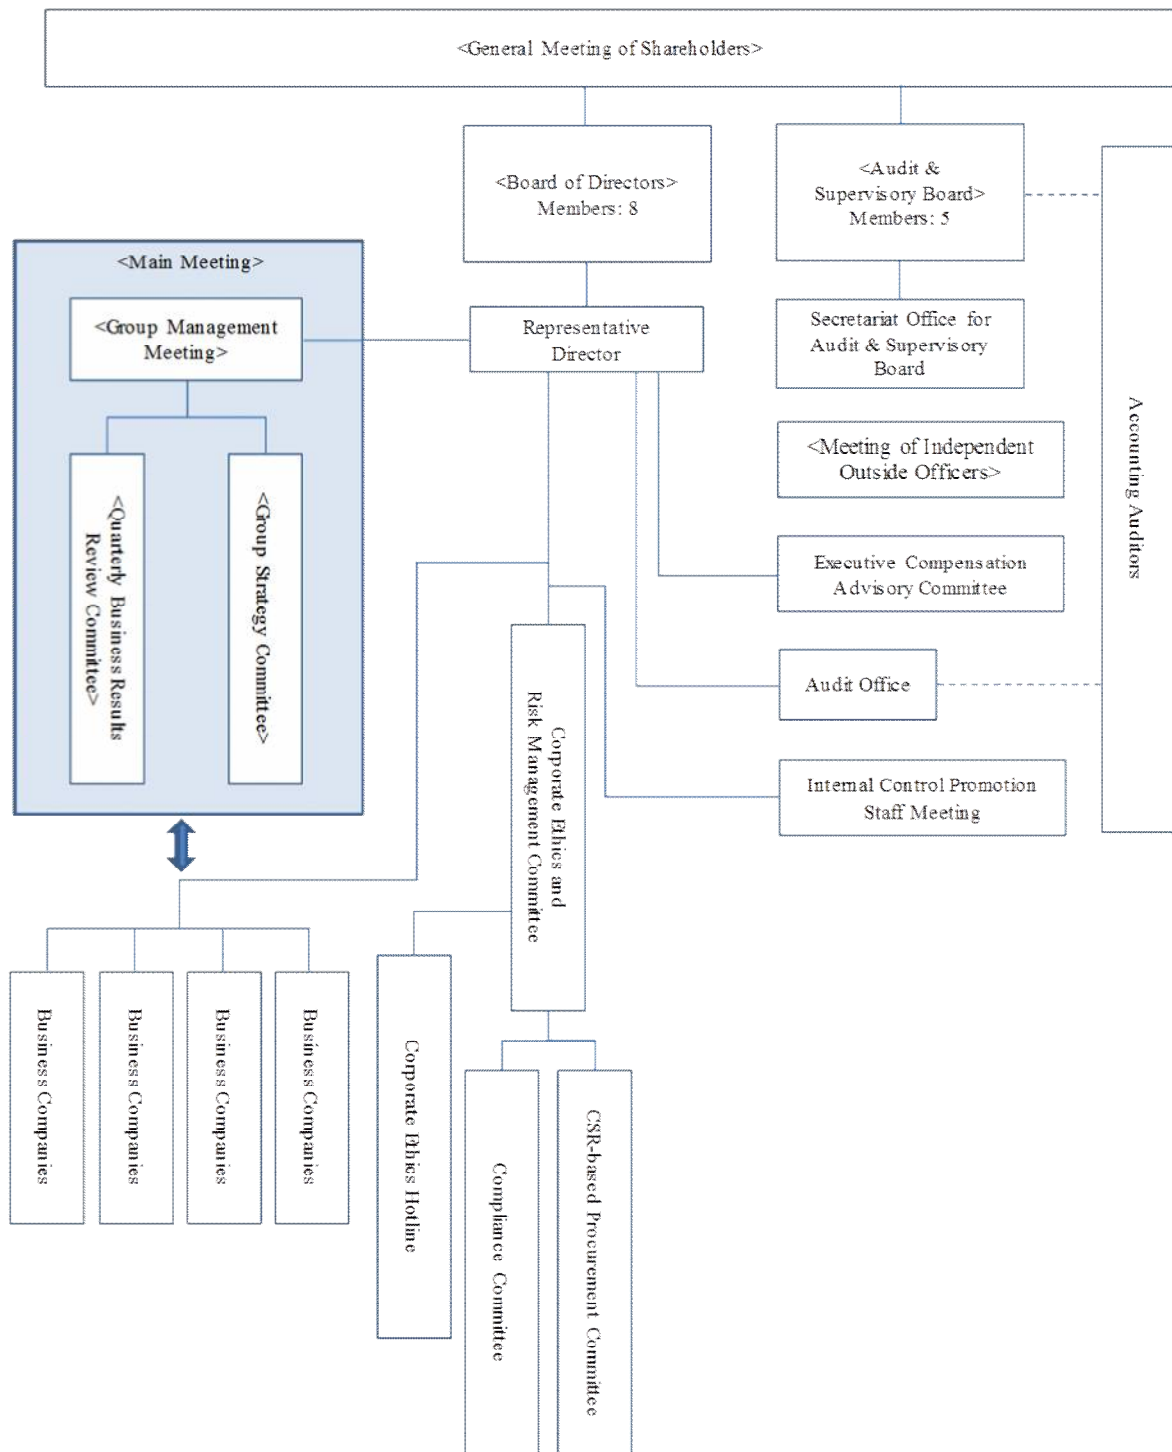 <General Meeting of Shareholders>
<Board of Directors>
Members: 8
<Audit &
Supervisory Board>
Members: 5
<Main Meeting>
<Group Management
Meeting>
Representative
Director
Secretariat Office for
Audit & Supervisory
Board
Accounting Auditors
<Meeting of Independent
Outside Officers>
<Quarterly Business Results
Review Committee>
<Group Strategy Committee>
Executive Compensation
Advisory Committee
Audit Office
Corporate Ethics and
Risk Management Committee
Internal Control Promotion
Staff Meeting
Business Companies
Business Companies
Business Companies
Business Companies
Corporate Ethics Hotline
Compliance Committee
CSR-based Procurement Committee